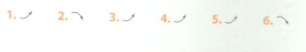 1. ⤴ 2. ⤵ 3. ⤴ 4. ⤴ 5. ⤴ 6. ⤵